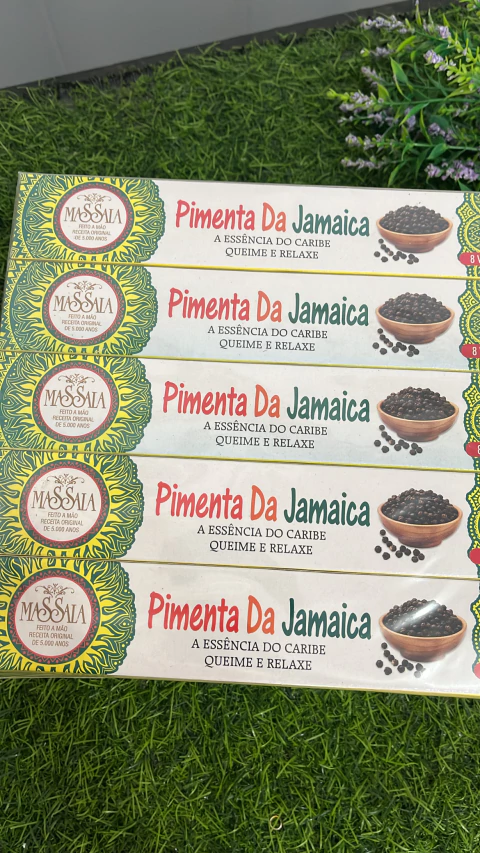 MASSALA
FEITO A MÃO
RECEITA ORIGINAL
DE 5.000 ANOS
Pimenta Da Jamaica
A ESSÊNCIA DO CARIBE
QUEIME E RELAXE
8 V
MASSALA
FEITO A MÃO
RECEITA ORIGINAL
DE 5.000 ANOS
Pimenta Da Jamaica
A ESSÊNCIA DO CARIBE
QUEIME E RELAXE
8
MASSALA
FEITO A MÃO
RECEITA ORIGINAL
DE 5.000 ANOS
Pimenta Da Jamaica
A ESSÊNCIA DO CARIBE
QUEIME E RELAXE
MASSALA
FEITO A MÃO
RECEITA ORIGINAL
DE 5.000 ANOS
Pimenta Da Jamaica
A ESSÊNCIA DO CARIBE
QUEIME E RELAXE
MASSALA
FEITO A MÃO
RECEITA ORIGINAL
DE 5.000 ANOS
Pimenta Da Jamaica
A ESSÊNCIA DO CARIBE
QUEIME E RELAXE